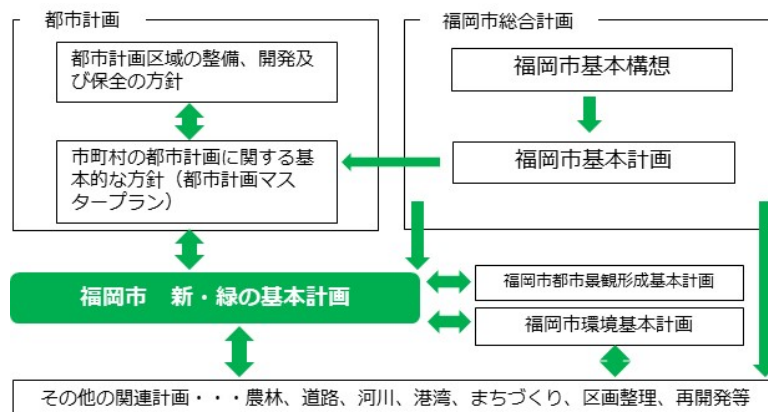 都市計画
都市計画区域の整備、開発及
び保全の方針
市町村の都市計画に関する基
本的な方針（都市計画マス
タープラン）
福岡市総合計画
福岡市基本構想
福岡市基本計画
福岡市　新・緑の基本計画
福岡市都市景観形成基本計画
福岡市環境基本計画
その他の関連計画・・・農林、道路、河川、港湾、まちづくり、区画整理、再開発等